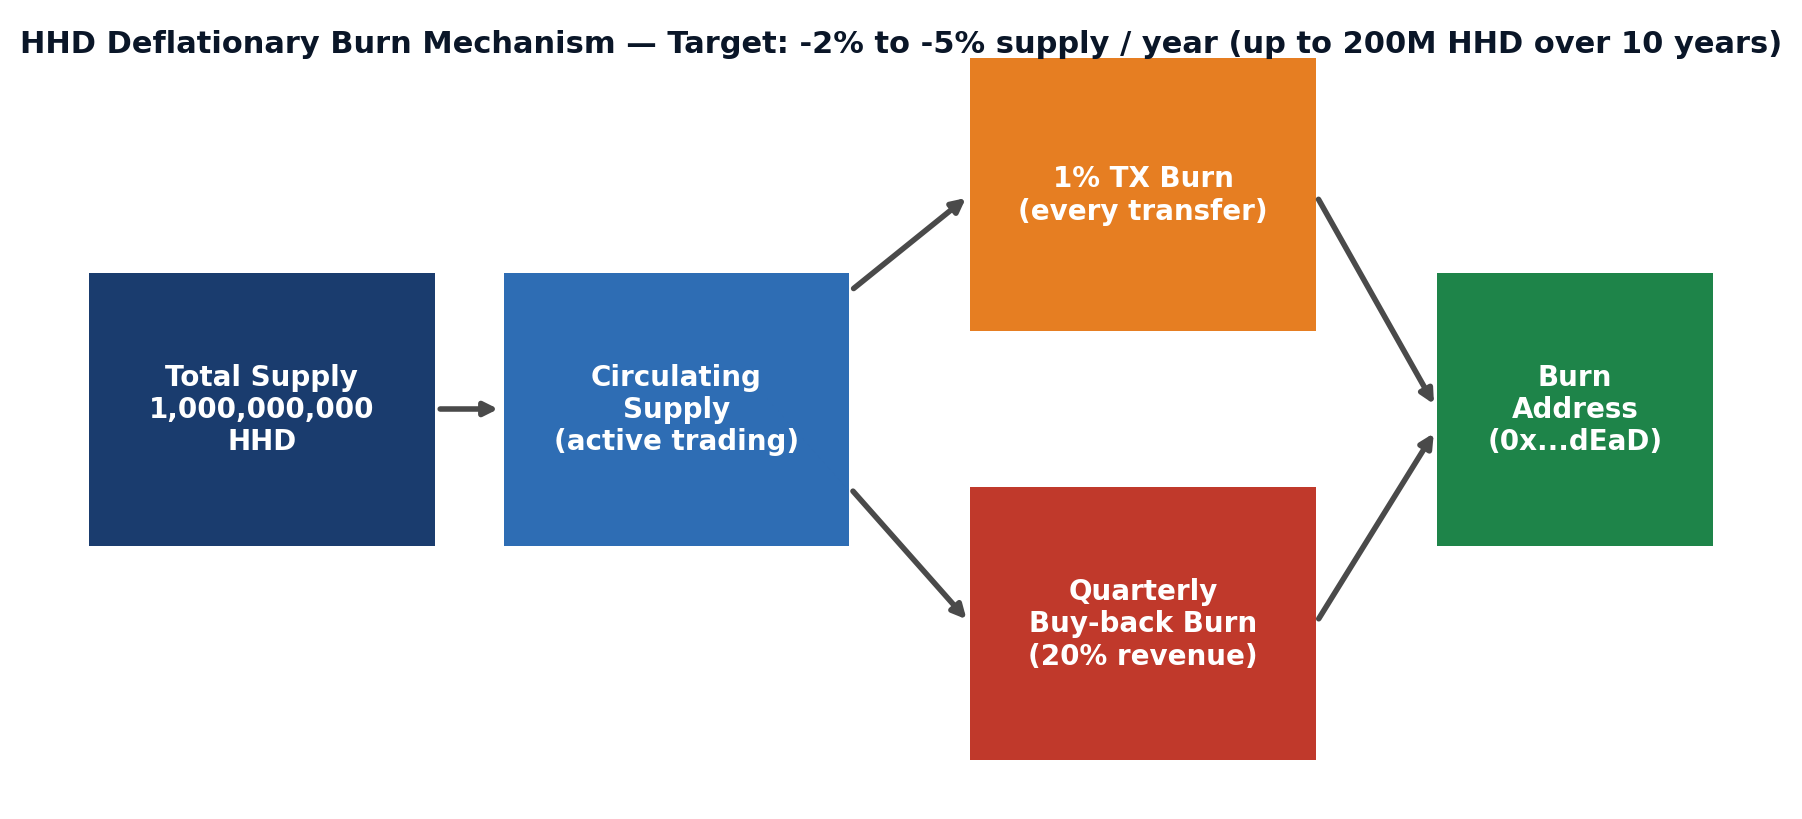 HHD Deflationary Burn Mechanism — Target: -2% to -5% supply / year (up to 200M HHD over 10 years)
Total Supply
1,000,000,000
HHD
Circulating
Supply
(active trading)
1% TX Burn
(every transfer)
Quarterly
Buy-back Burn
(20% revenue)
Burn
Address
(0x...dEaD)